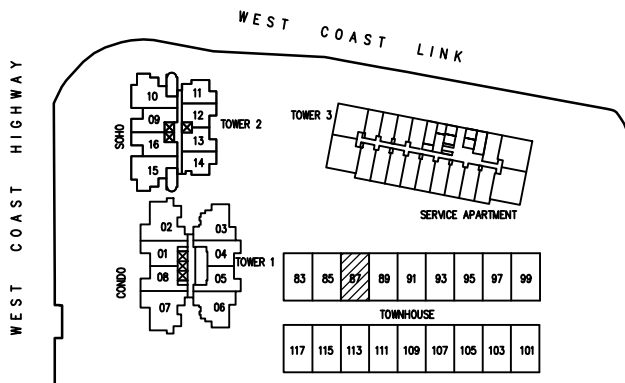 WEST COAST LINK
WEST COAST HIGHWAY
10
11
09
12
SOHO
TOWER 2
16
13
15
14
TOWER 3
SERVICE APARTMENT
02
03
01
04
TOWER 1
CONDO
08
05
07
06
83 85 87 89 91 93 95 97 99
TOWNHOUSE
117 115 113 111 109 107 105 103 101